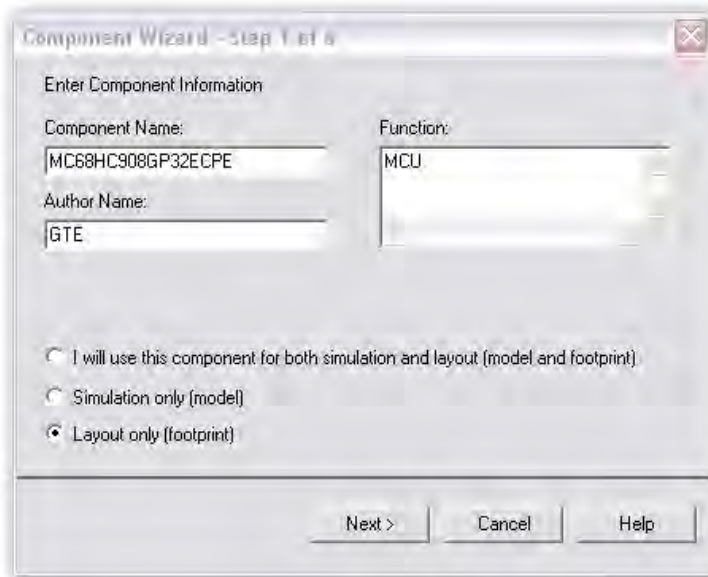 Component Wizard - Step 1 of 6
Enter Component Information
Component Name:
MC68HC908GP32ECPE
Author Name:
GTE
Function:
MCU
I will use this component for both simulation and layout (model and footprint)
Simulation only (model)
Layout only (footprint)
Next >
Cancel
Help